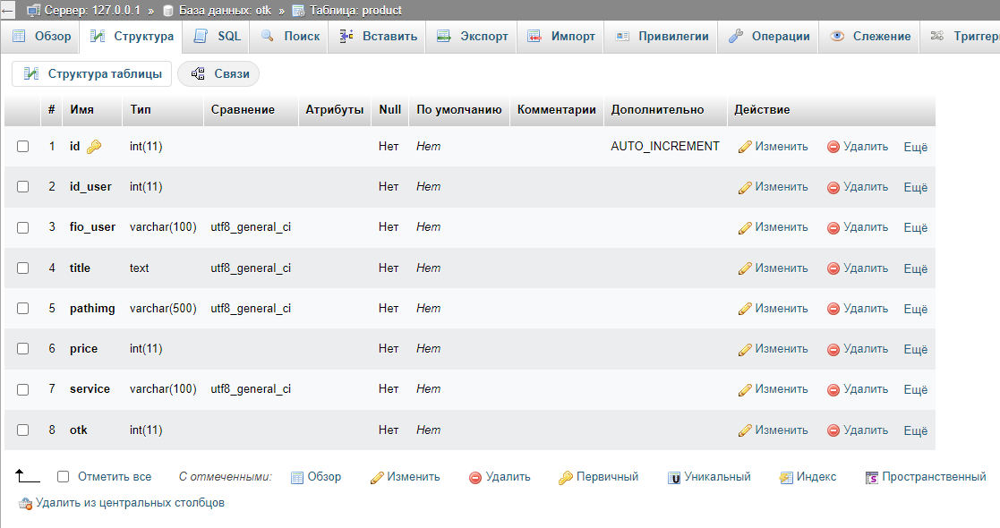 ← Сервер: 127.0.0.1 » База данных: otk » Таблица: product
Обзор Структура SQL Поиск Вставить Экспорт Импорт Привилегии Операции Слежение Триггер
Структура таблицы Связи
# Имя Тип Сравнение Атрибуты Null По умолчанию Комментарии Дополнительно Действие
1 id int(11) Нет Нет AUTO_INCREMENT Изменить Удалить Ещё
2 id_user int(11) Нет Нет Изменить Удалить Ещё
3 fio_user varchar(100) utf8_general_ci Нет Нет Изменить Удалить Ещё
4 title text utf8_general_ci Нет Нет Изменить Удалить Ещё
5 pathimg varchar(500) utf8_general_ci Нет Нет Изменить Удалить Ещё
6 price int(11) Нет Нет Изменить Удалить Ещё
7 service varchar(100) utf8_general_ci Нет Нет Изменить Удалить Ещё
8 otk int(11) Нет Нет Изменить Удалить Ещё
Отметить все С отмеченными: Обзор Изменить Удалить Первичный Уникальный Индекс Пространственный
Удалить из центральных столбцов